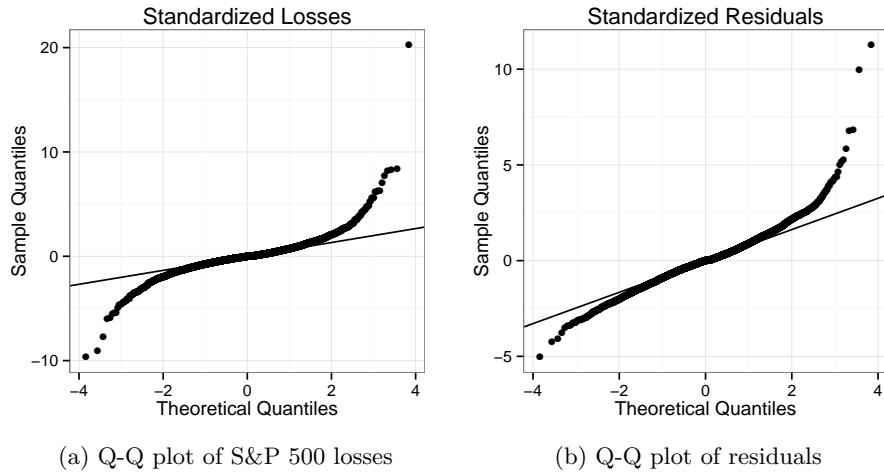 Standardized Losses
20
10
0
−10
−4
−2
0
2
4
Sample Quantiles
Theoretical Quantiles
(a) Q-Q plot of S&P 500 losses
Standardized Residuals
10
5
0
−5
−4
−2
0
2
4
Sample Quantiles
Theoretical Quantiles
(b) Q-Q plot of residuals